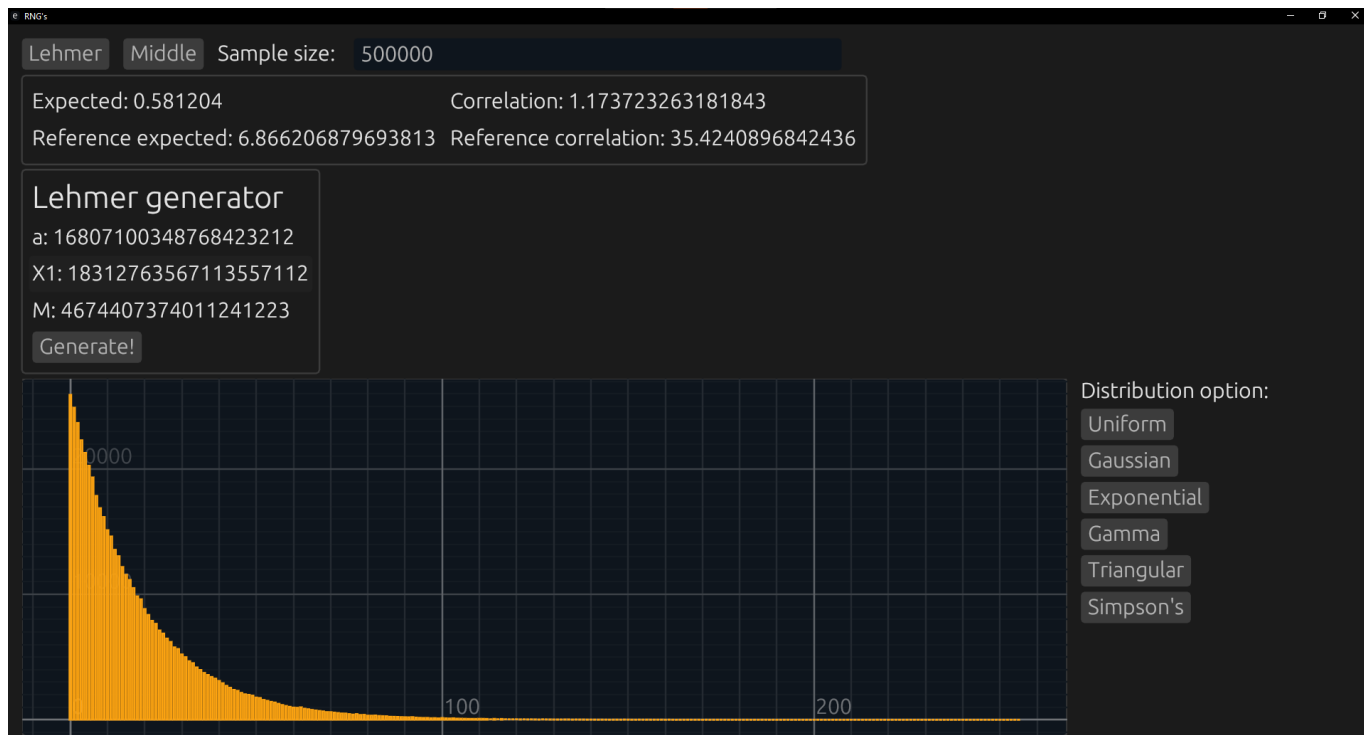 e RNG's
Lehmer Middle Sample size: 500000
Expected: 0.581204 Correlation: 1.173723263181843
Reference expected: 6.866206879693813 Reference correlation: 35.4240896842436
Lehmer generator
a: 16807100348768423212
X1: 18312763567113557112
M: 4674407374011241223
Generate!
Distribution option:
Uniform
Gaussian
Exponential
Gamma
Triangular
Simpson's
0 100 200